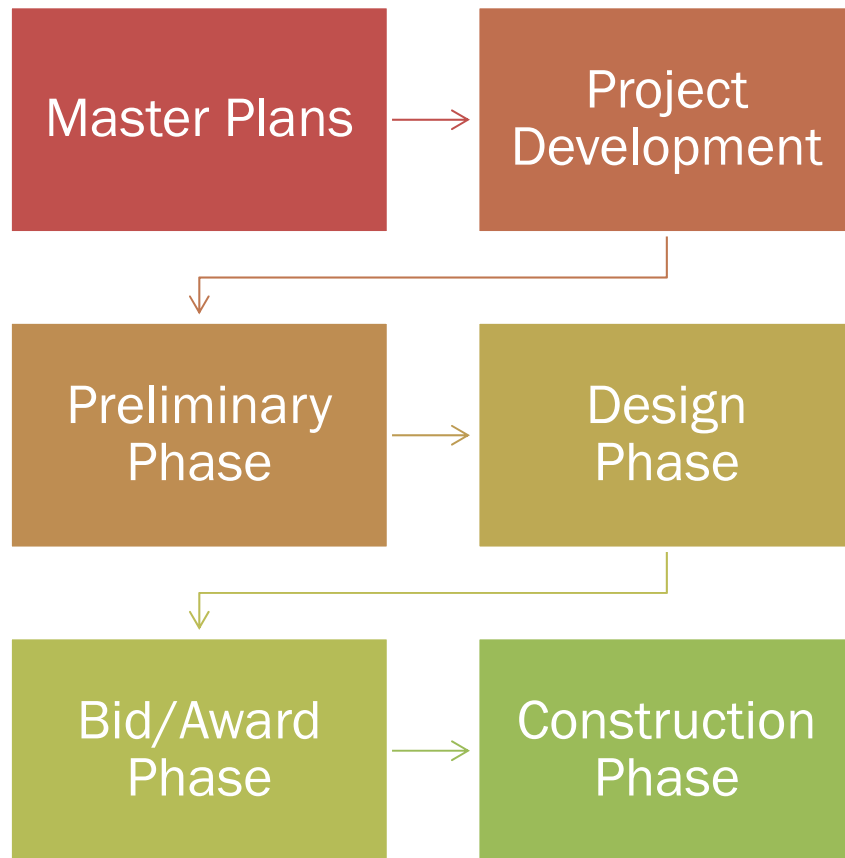 Master Plans
Project
Development
Preliminary
Phase
Design
Phase
Bid/Award
Phase
Construction
Phase